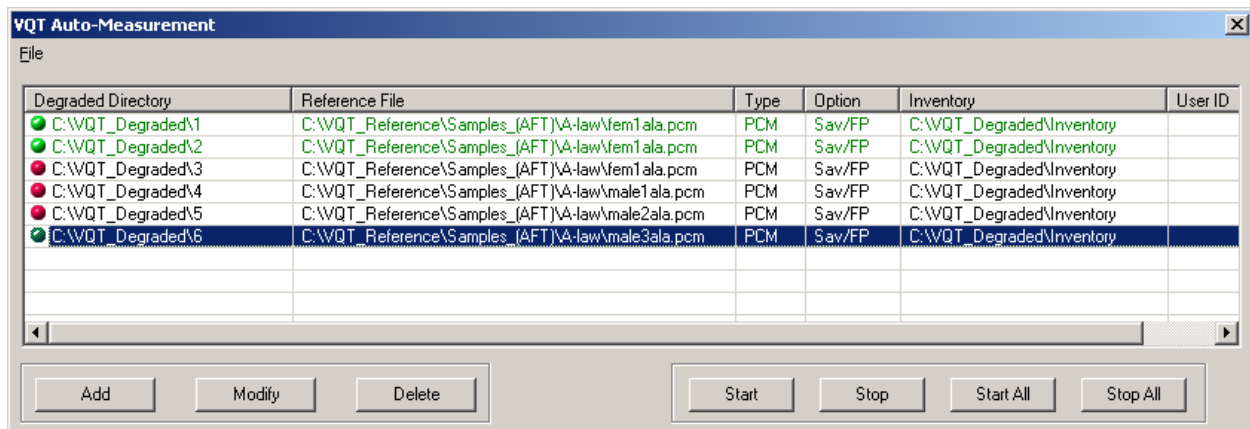 VQT Auto-Measurement
File
Degraded Directory Reference File Type Option Inventory User ID
C:\VQT_Degraded\1 C:\VQT_Reference\Samples_(AFT)\A-law\fem1ala.pcm PCM Sav/FP C:\VQT_Degraded\Inventory
C:\VQT_Degraded\2 C:\VQT_Reference\Samples_(AFT)\A-law\fem1ala.pcm PCM Sav/FP C:\VQT_Degraded\Inventory
C:\VQT_Degraded\3 C:\VQT_Reference\Samples_(AFT)\A-law\fem1ala.pcm PCM Sav/FP C:\VQT_Degraded\Inventory
C:\VQT_Degraded\4 C:\VQT_Reference\Samples_(AFT)\A-law\male1ala.pcm PCM Sav/FP C:\VQT_Degraded\Inventory
C:\VQT_Degraded\5 C:\VQT_Reference\Samples_(AFT)\A-law\male2ala.pcm PCM Sav/FP C:\VQT_Degraded\Inventory
C:\VQT_Degraded\6 C:\VQT_Reference\Samples_(AFT)\A-law\male3ala.pcm PCM Sav/FP C:\VQT_Degraded\Inventory
Add Modify Delete Start Stop Start All Stop All